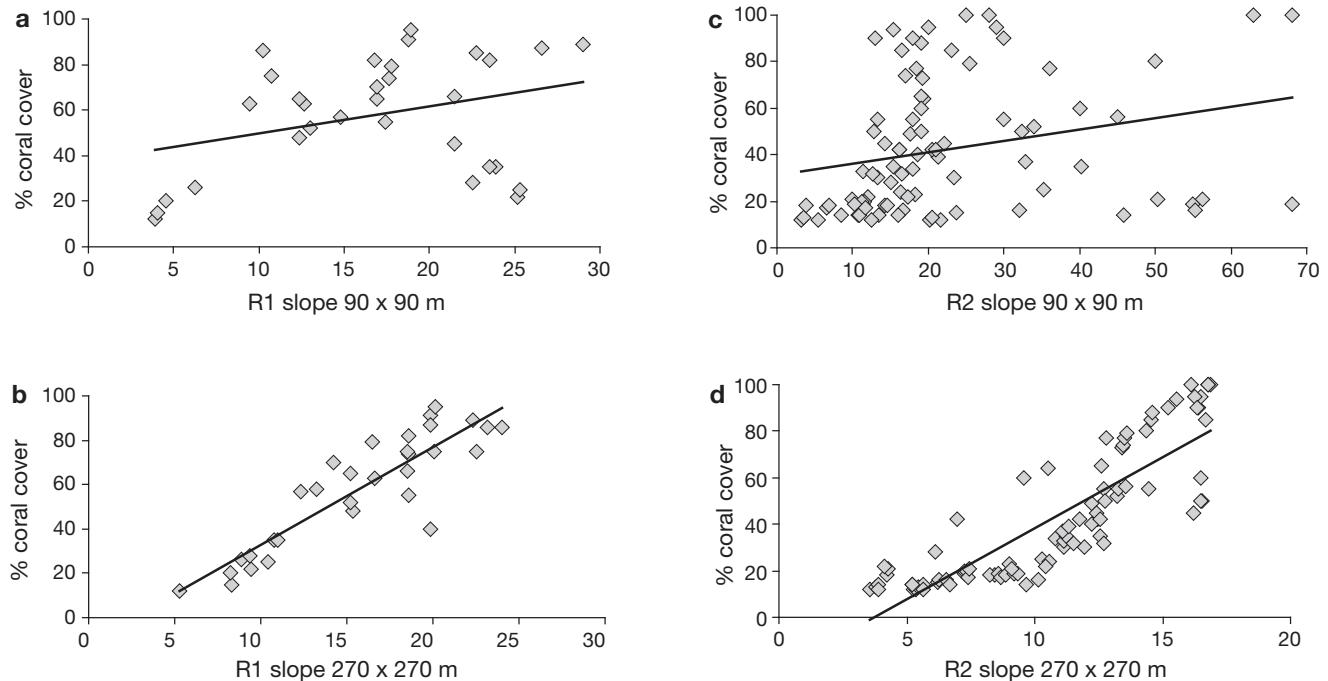 a
100
80
60
40
20
0
% coral cover
0 5 10 15 20 25 30
R1 slope 90 x 90 m
c
100
80
60
40
20
0
% coral cover
0 10 20 30 40 50 60 70
R2 slope 90 x 90 m
b
100
80
60
40
20
0
% coral cover
0 5 10 15 20 25 30
R1 slope 270 x 270 m
d
100
80
60
40
20
0
% coral cover
0 5 10 15 20
R2 slope 270 x 270 m